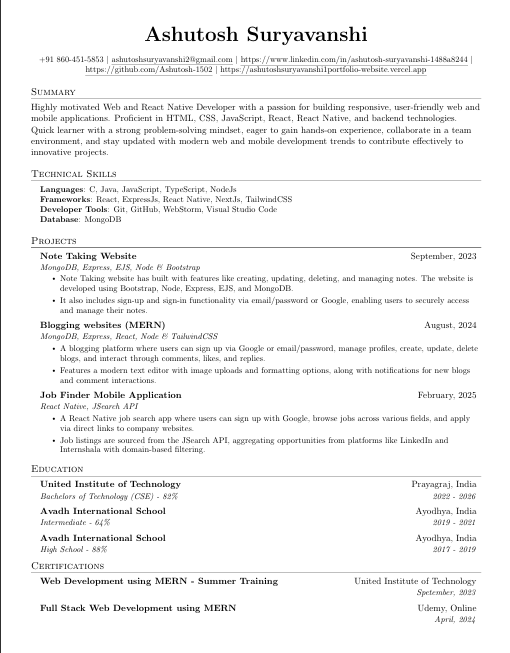 Ashutosh Suryavanshi
+91 860-451-5853 | ashutoshsuryavanshi2@gmail.com | https://www.linkedin.com/in/ashutosh-suryavanshi-1488a8244 |
https://github.com/Ashutosh-1502 | https://ashutoshsuryavanshi1portfolio-website.vercel.app
Summary
Highly motivated Web and React Native Developer with a passion for building responsive, user-friendly web and
mobile applications. Proficient in HTML, CSS, JavaScript, React, React Native, and backend technologies.
Quick learner with a strong problem-solving mindset, eager to gain hands-on experience, collaborate in a team
environment, and stay updated with modern web and mobile development trends to contribute effectively to
innovative projects.
Technical Skills
Languages: C, Java, JavaScript, TypeScript, NodeJs
Frameworks: React, ExpressJs, React Native, NextJs, TailwindCSS
Developer Tools: Git, GitHub, WebStorm, Visual Studio Code
Database: MongoDB
Projects
Note Taking Website September, 2023
MongoDB, Express, EJS, Node & Bootstrap
• Note Taking website has built with features like creating, updating, deleting, and managing notes. The website is
developed using Bootstrap, Node, Express, EJS, and MongoDB.
• It also includes sign-up and sign-in functionality via email/password or Google, enabling users to securely access
and manage their notes.
Blogging websites (MERN) August, 2024
MongoDB, Express, React, Node & TailwindCSS
• A blogging platform where users can sign up via Google or email/password, manage profiles, create, update, delete
blogs, and interact through comments, likes, and replies.
• Features a modern text editor with image uploads and formatting options, along with notifications for new blogs
and comment interactions.
Job Finder Mobile Application February, 2025
React Native, JSearch API
• A React Native job search app where users can sign up with Google, browse jobs across various fields, and apply
via direct links to company websites.
• Job listings are sourced from the JSearch API, aggregating opportunities from platforms like LinkedIn and
Internshala with domain-based filtering.
Education
United Institute of Technology Prayagraj, India
Bachelors of Technology (CSE) - 82% 2022 - 2026
Avadh International School Ayodhya, India
Intermediate - 64% 2019 - 2021
Avadh International School Ayodhya, India
High School - 88% 2017 - 2019
Certifications
Web Development using MERN - Summer Training United Institute of Technology
Spetember, 2023
Full Stack Web Development using MERN Udemy, Online
April, 2024